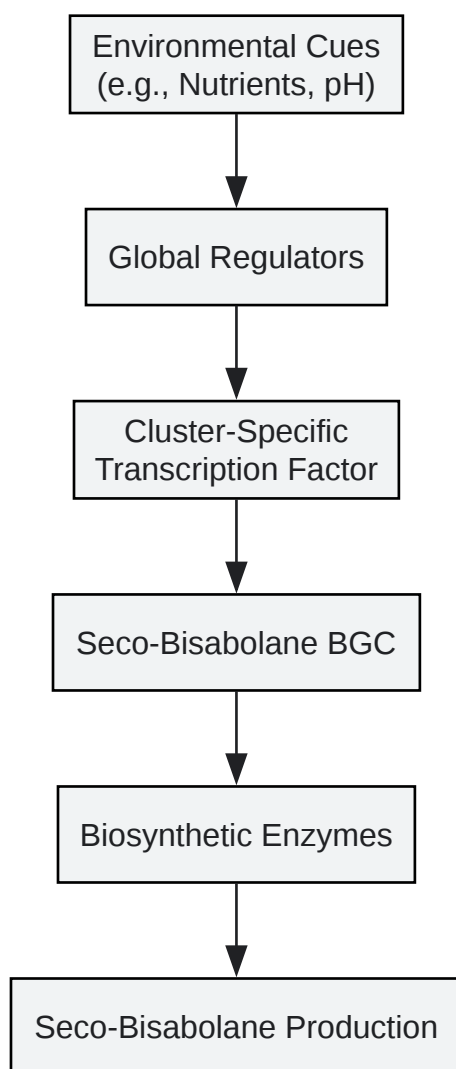 Environmental Cues
(e.g., Nutrients, pH)
Global Regulators
Cluster-Specific
Transcription Factor
Seco-Bisabolane BGC
Biosynthetic Enzymes
Seco-Bisabolane Production